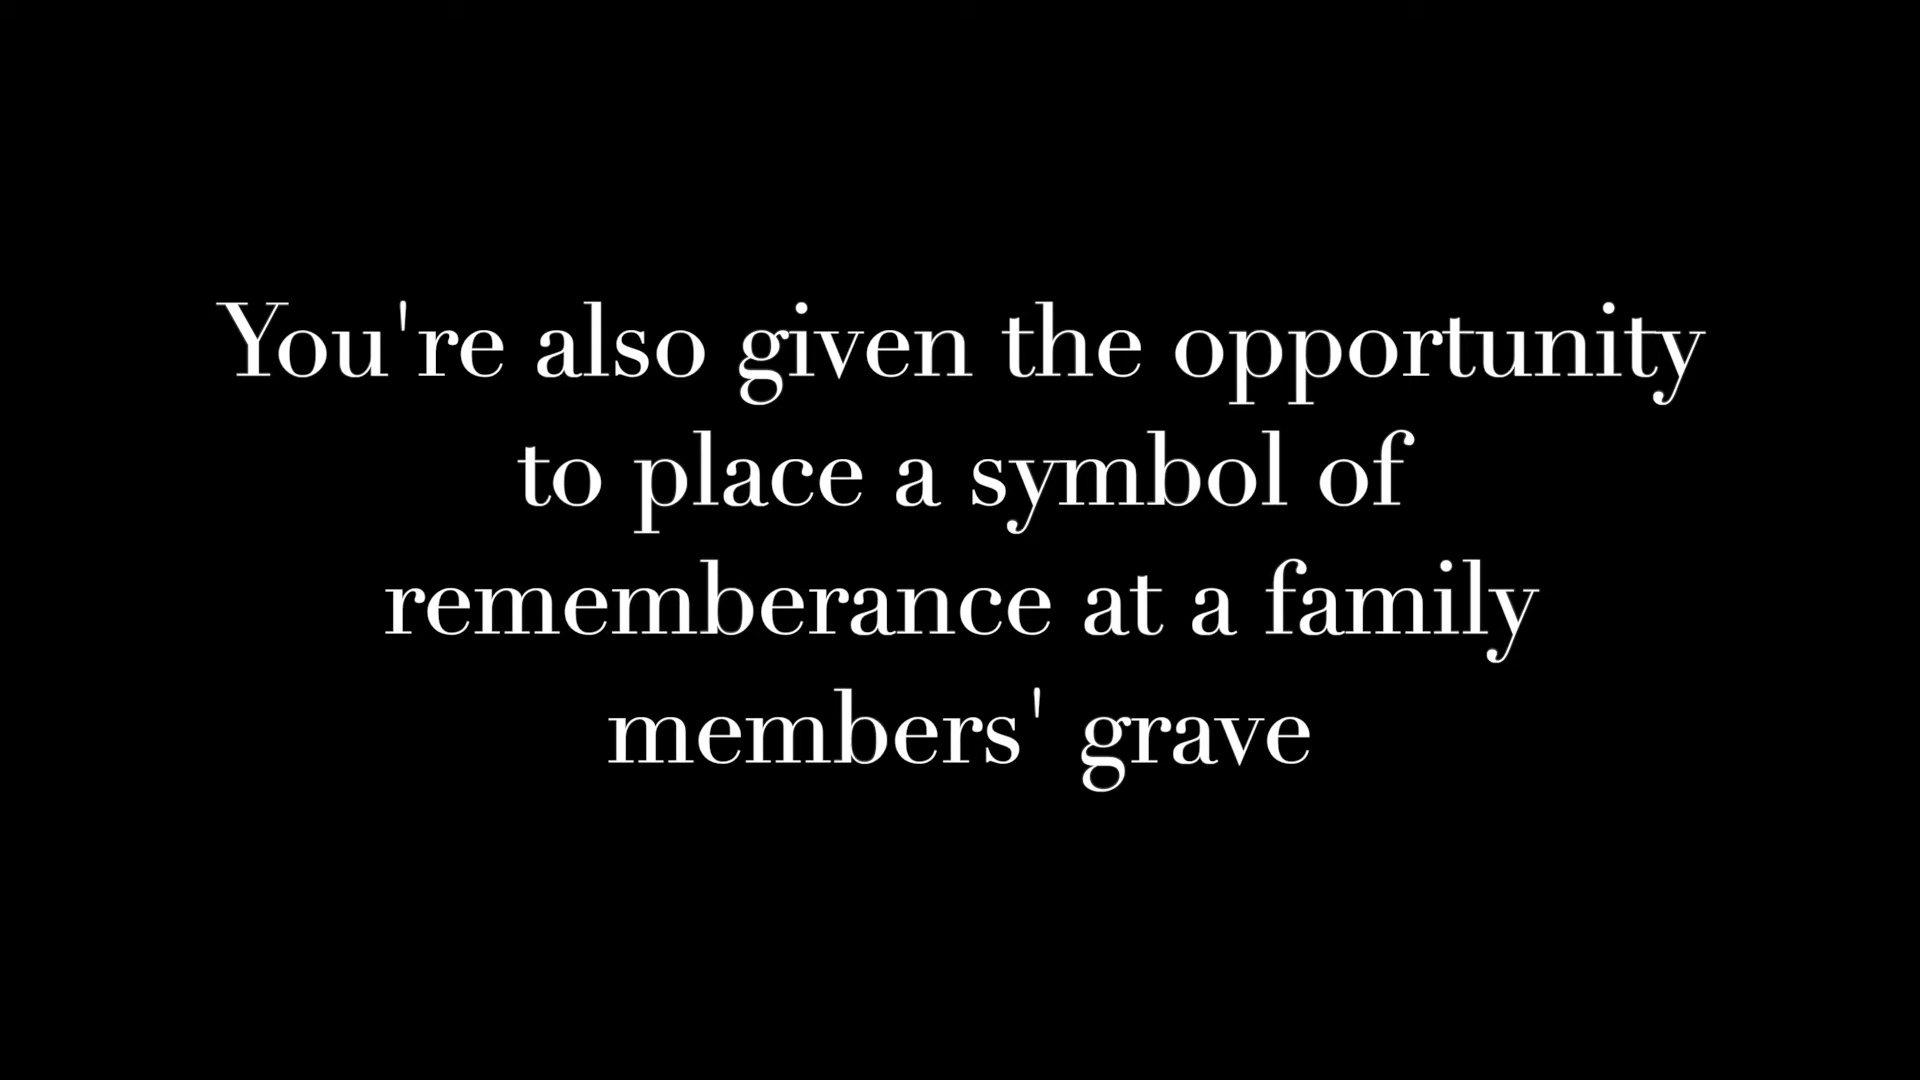 You're also given the opportunity
to place a symbol of
rememberance at a family
members' grave